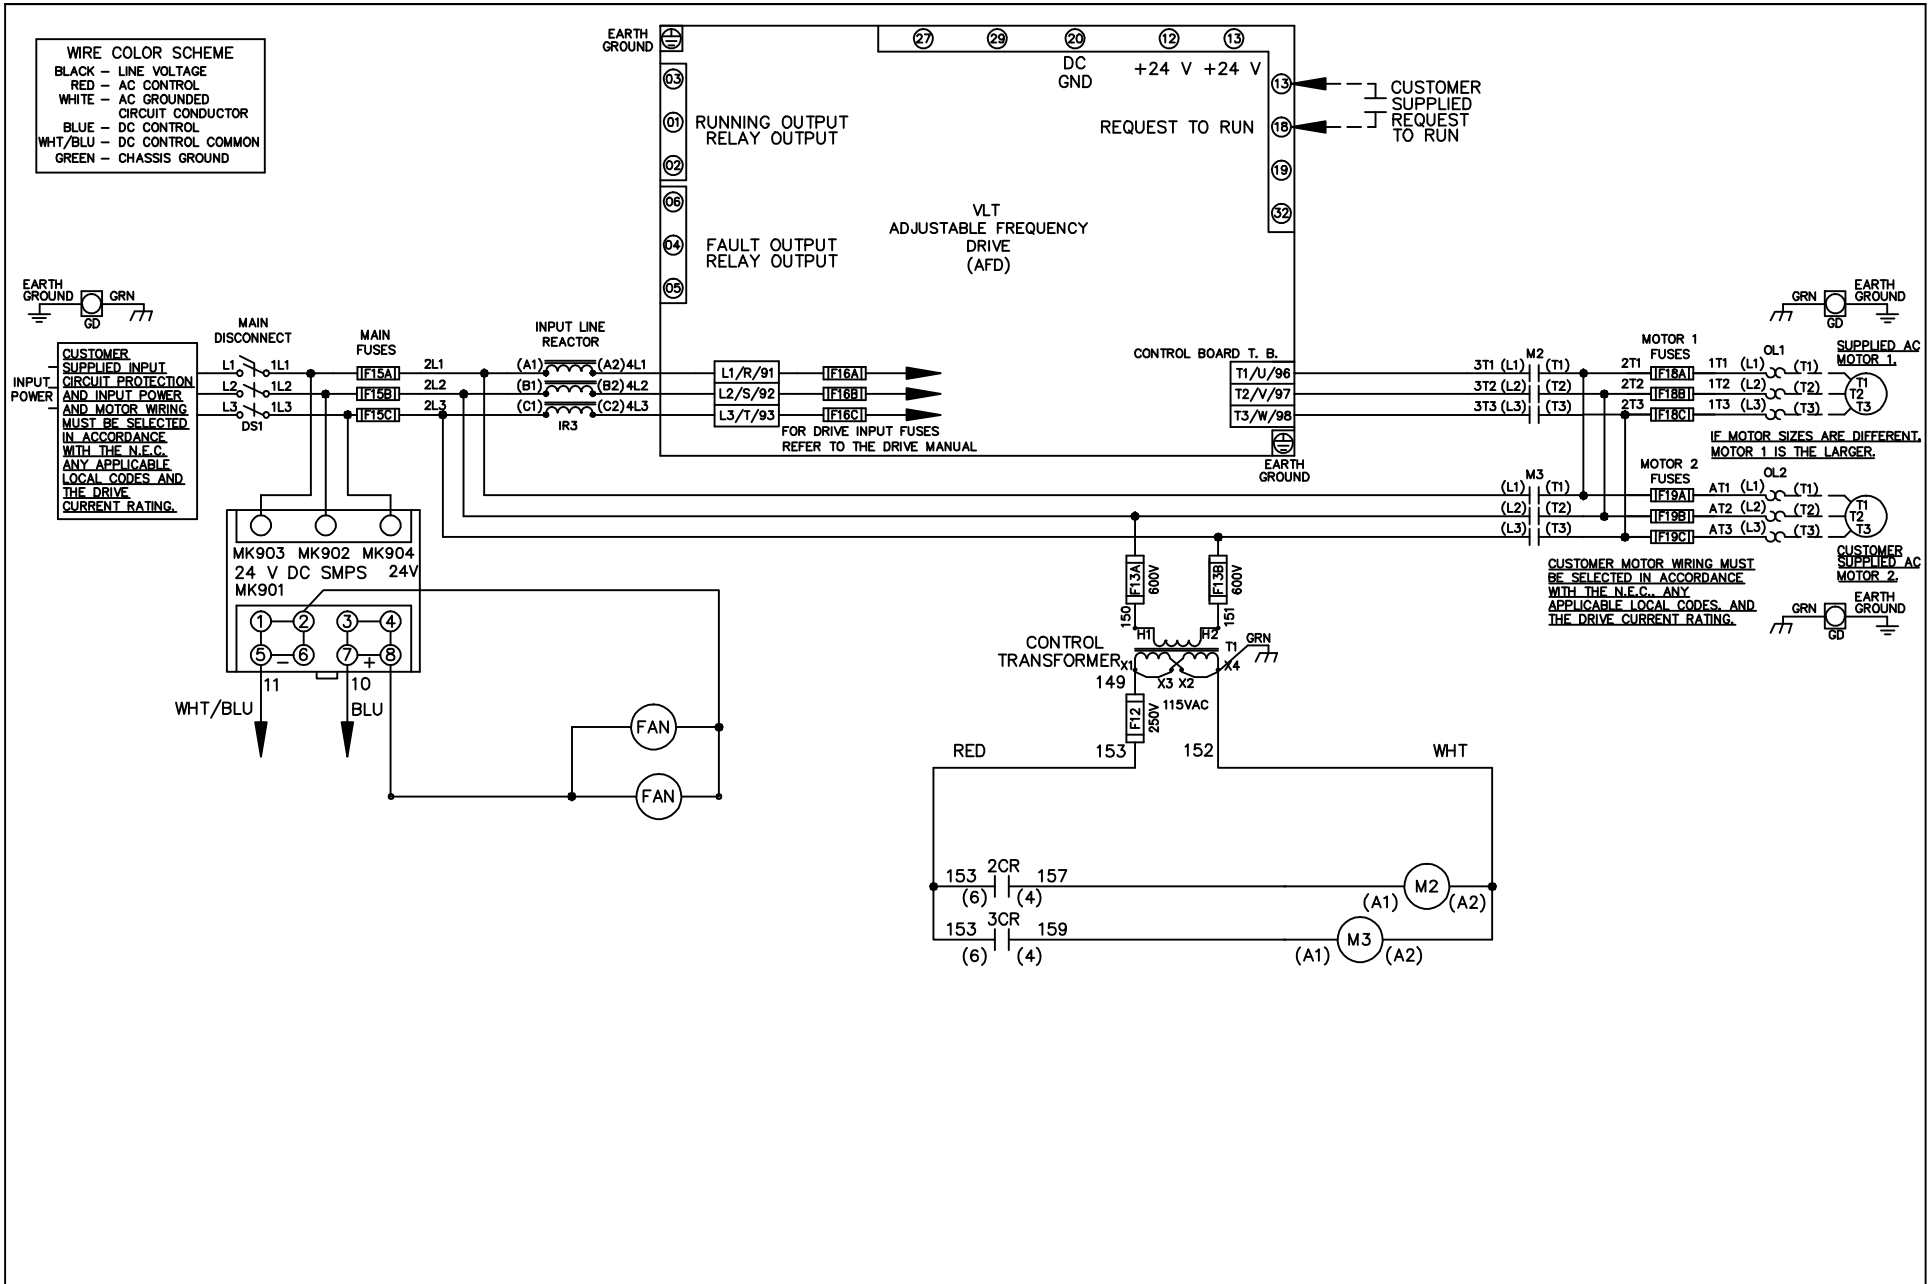 WIRE COLOR SCHEME
BLACK – LINE VOLTAGE
RED – AC CONTROL
WHITE – AC GROUNDED
CIRCUIT CONDUCTOR
BLUE – DC CONTROL
WHT/BLU – DC CONTROL COMMON
GREEN – CHASSIS GROUND
EARTH
GROUND
27 29 20 12 13
DC
GND
+24 V +24 V
03
01
02
RUNNING OUTPUT
RELAY OUTPUT
06
04
05
FAULT OUTPUT
RELAY OUTPUT
VLT
ADJUSTABLE FREQUENCY
DRIVE
(AFD)
REQUEST TO RUN
13
18
19
32
CUSTOMER
SUPPLIED
REQUEST
TO RUN
EARTH
GROUND
GRN
GD
INPUT
POWER
CUSTOMER
SUPPLIED INPUT
CIRCUIT PROTECTION
AND INPUT POWER
AND MOTOR WIRING
MUST BE SELECTED
IN ACCORDANCE
WITH THE N.E.C.
ANY APPLICABLE
LOCAL CODES AND
THE DRIVE
CURRENT RATING.
MAIN
DISCONNECT
L1 1L1
L2 1L2
L3 1L3
DS1
MAIN
FUSES
F15A
F15B
F15C
2L1
2L2
2L3
INPUT LINE
REACTOR
(A1) (A2) 4L1
(B1) (B2) 4L2
(C1) (C2) 4L3
IR3
L1/R/91 F16A
L2/S/92 F16B
L3/T/93 F16C
FOR DRIVE INPUT FUSES
REFER TO THE DRIVE MANUAL
CONTROL BOARD T. B.
T1/U/96
T2/V/97
T3/W/98
EARTH
GROUND
M2
3T1 (L1) (T1)
3T2 (L2) (T2)
3T3 (L3) (T3)
MOTOR 1
FUSES
2T1 F18A 1T1 (L1)
2T2 F18B 1T2 (L2)
2T3 F18C 1T3 (L3)
OL1
(T1)
(T2)
(T3)
T1
T2
T3
GRN
GD
EARTH
GROUND
SUPPLIED AC
MOTOR 1.
IF MOTOR SIZES ARE DIFFERENT,
MOTOR 1 IS THE LARGER.
M3
(L1) (T1)
(L2) (T2)
(L3) (T3)
MOTOR 2
FUSES
F19A AT1 (L1)
F19B AT2 (L2)
F19C AT3 (L3)
OL2
(T1)
(T2)
(T3)
T1
T2
T3
CUSTOMER
SUPPLIED AC
MOTOR 2.
CUSTOMER MOTOR WIRING MUST
BE SELECTED IN ACCORDANCE
WITH THE N.E.C., ANY
APPLICABLE LOCAL CODES, AND
THE DRIVE CURRENT RATING.
GRN
GD
EARTH
GROUND
MK903 MK902 MK904
24 V DC SMPS 24V
MK901
1 2 3 4
5 – 6 7 + 8
11 10
WHT/BLU BLU
FAN
FAN
F13A
600V
F13B
600V
150
151
H1 H2
T1
GRN
CONTROL
TRANSFORMER
X1 X3 X2 X4
149
F12
250V
115VAC
RED 153 152 WHT
153 2CR 157
(6) (4)
M2
(A1) (A2)
153 3CR 159
(6) (4)
M3
(A1) (A2)